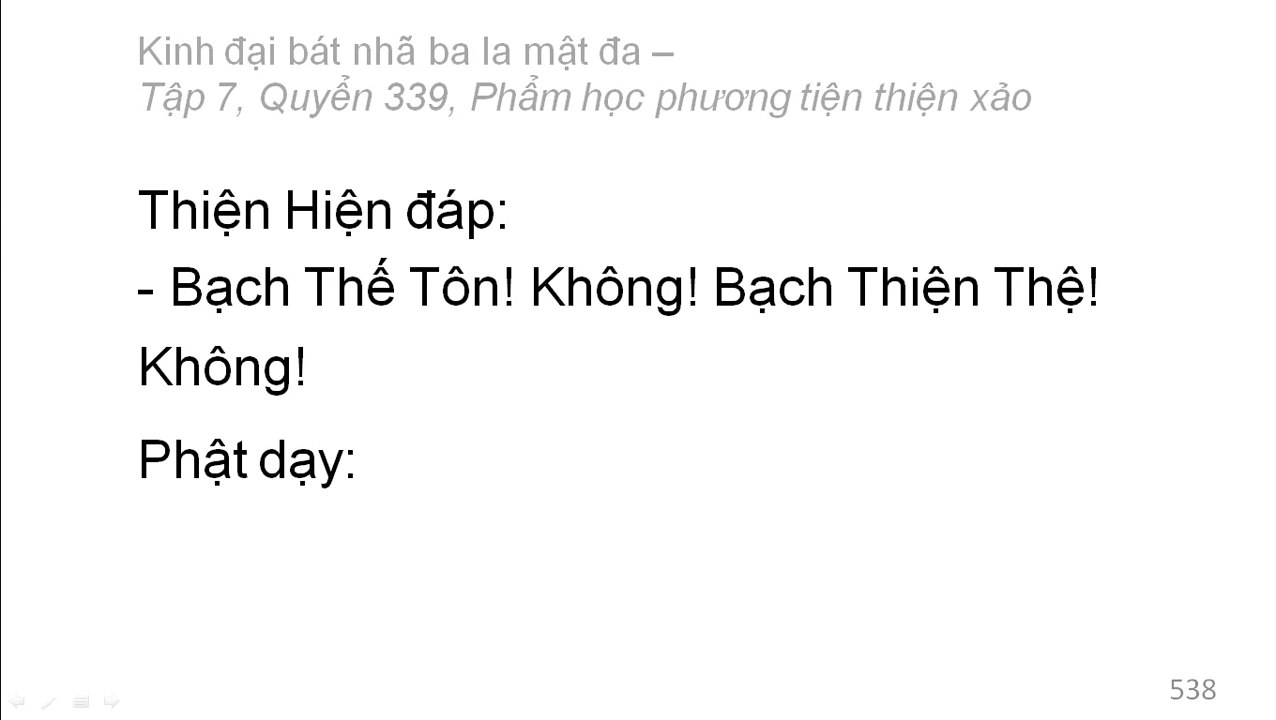 Kinh đại bát nhã ba la mật đa –
Tập 7, Quyển 339, Phẩm học phương tiện thiện xảo
Thiện Hiện đáp:
- Bạch Thế Tôn! Không! Bạch Thiện Thệ!
Không!
Phật dạy:
538